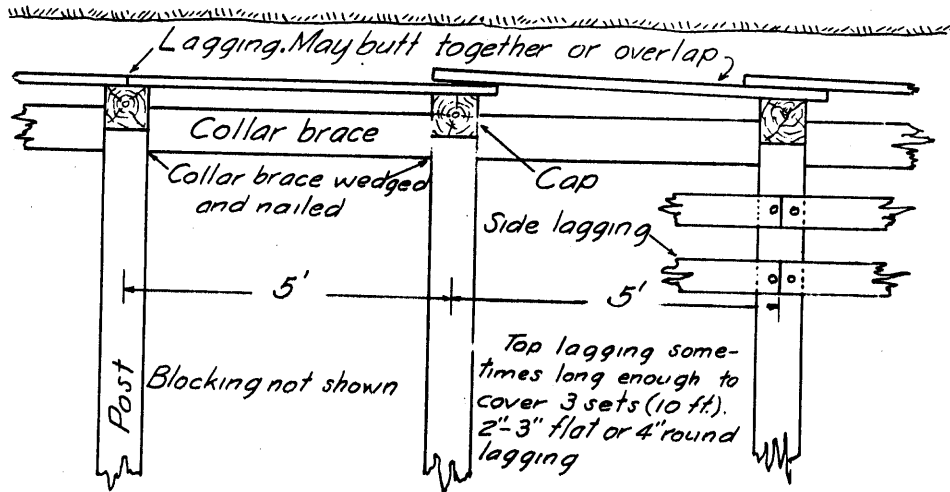 Lagging. May butt together or overlap
Collar brace
Collar brace wedged
and nailed
Cap
Side lagging
5'
5'
Post
Blocking not shown
Top lagging some-
times long enough to
cover 3 sets (10 ft).
2"-3" flat or 4" round
lagging